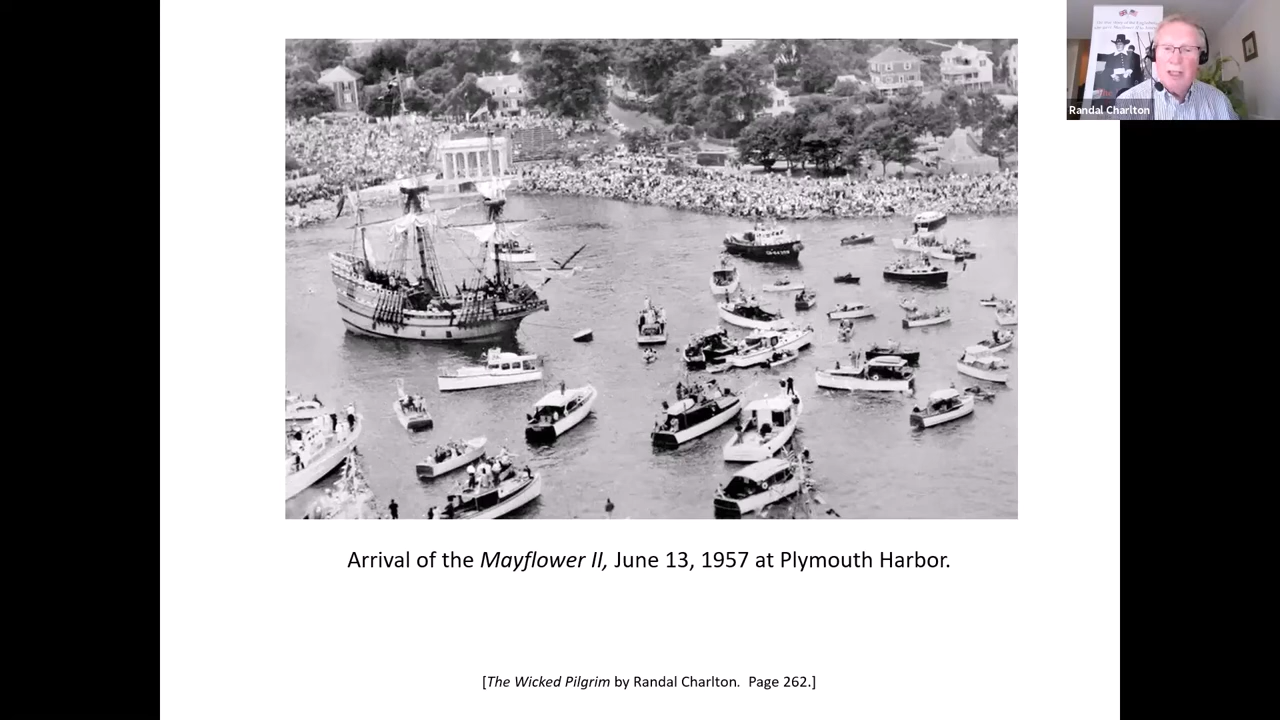 Randal Charlton
Arrival of the Mayflower II, June 13, 1957 at Plymouth Harbor.
[The Wicked Pilgrim by Randal Charlton.  Page 262.]